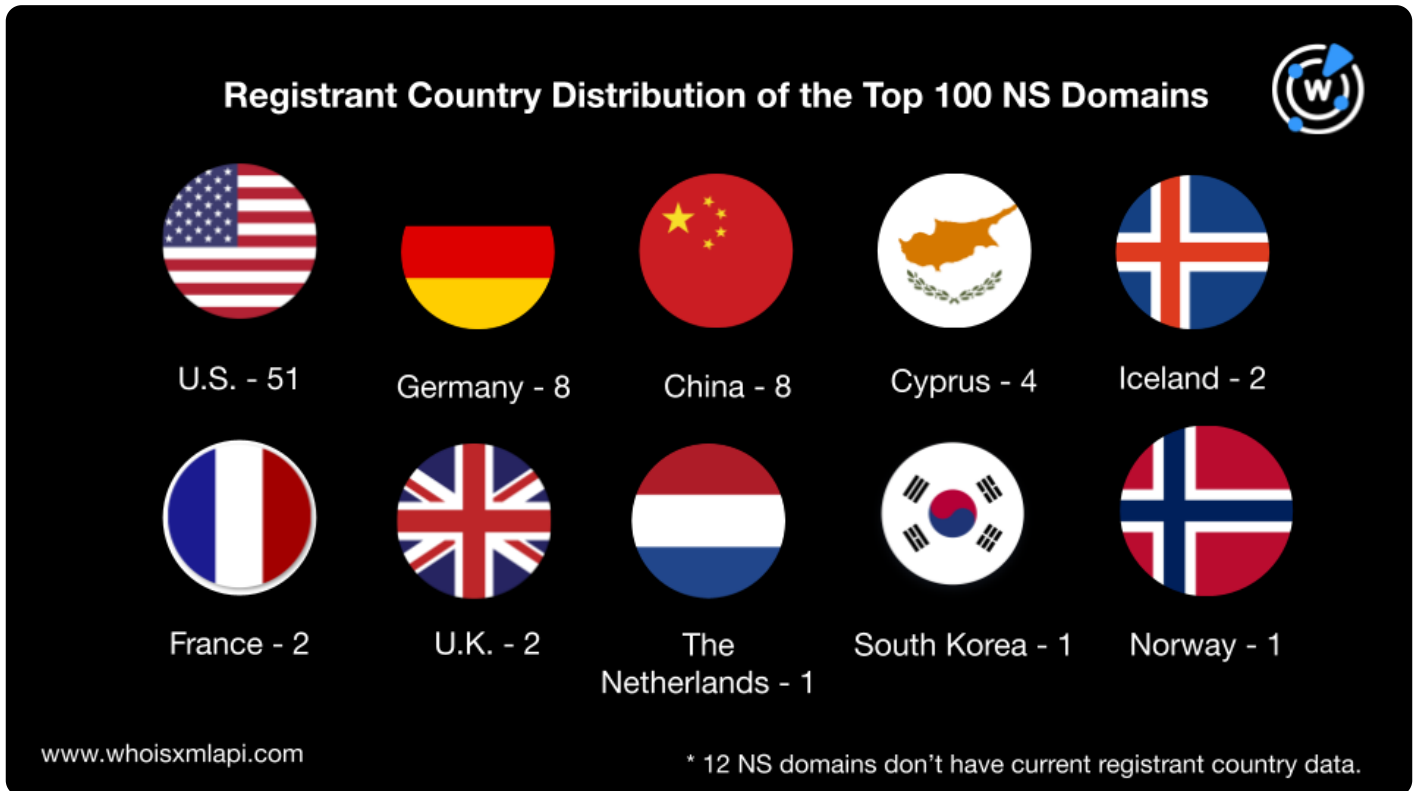 Registrant Country Distribution of the Top 100 NS Domains
W
U.S. - 51
Germany - 8
China - 8
Cyprus - 4
Iceland - 2
France - 2
U.K. - 2
The
Netherlands - 1
South Korea - 1
Norway - 1
www.whoisxmlapi.com
* 12 NS domains don’t have current registrant country data.